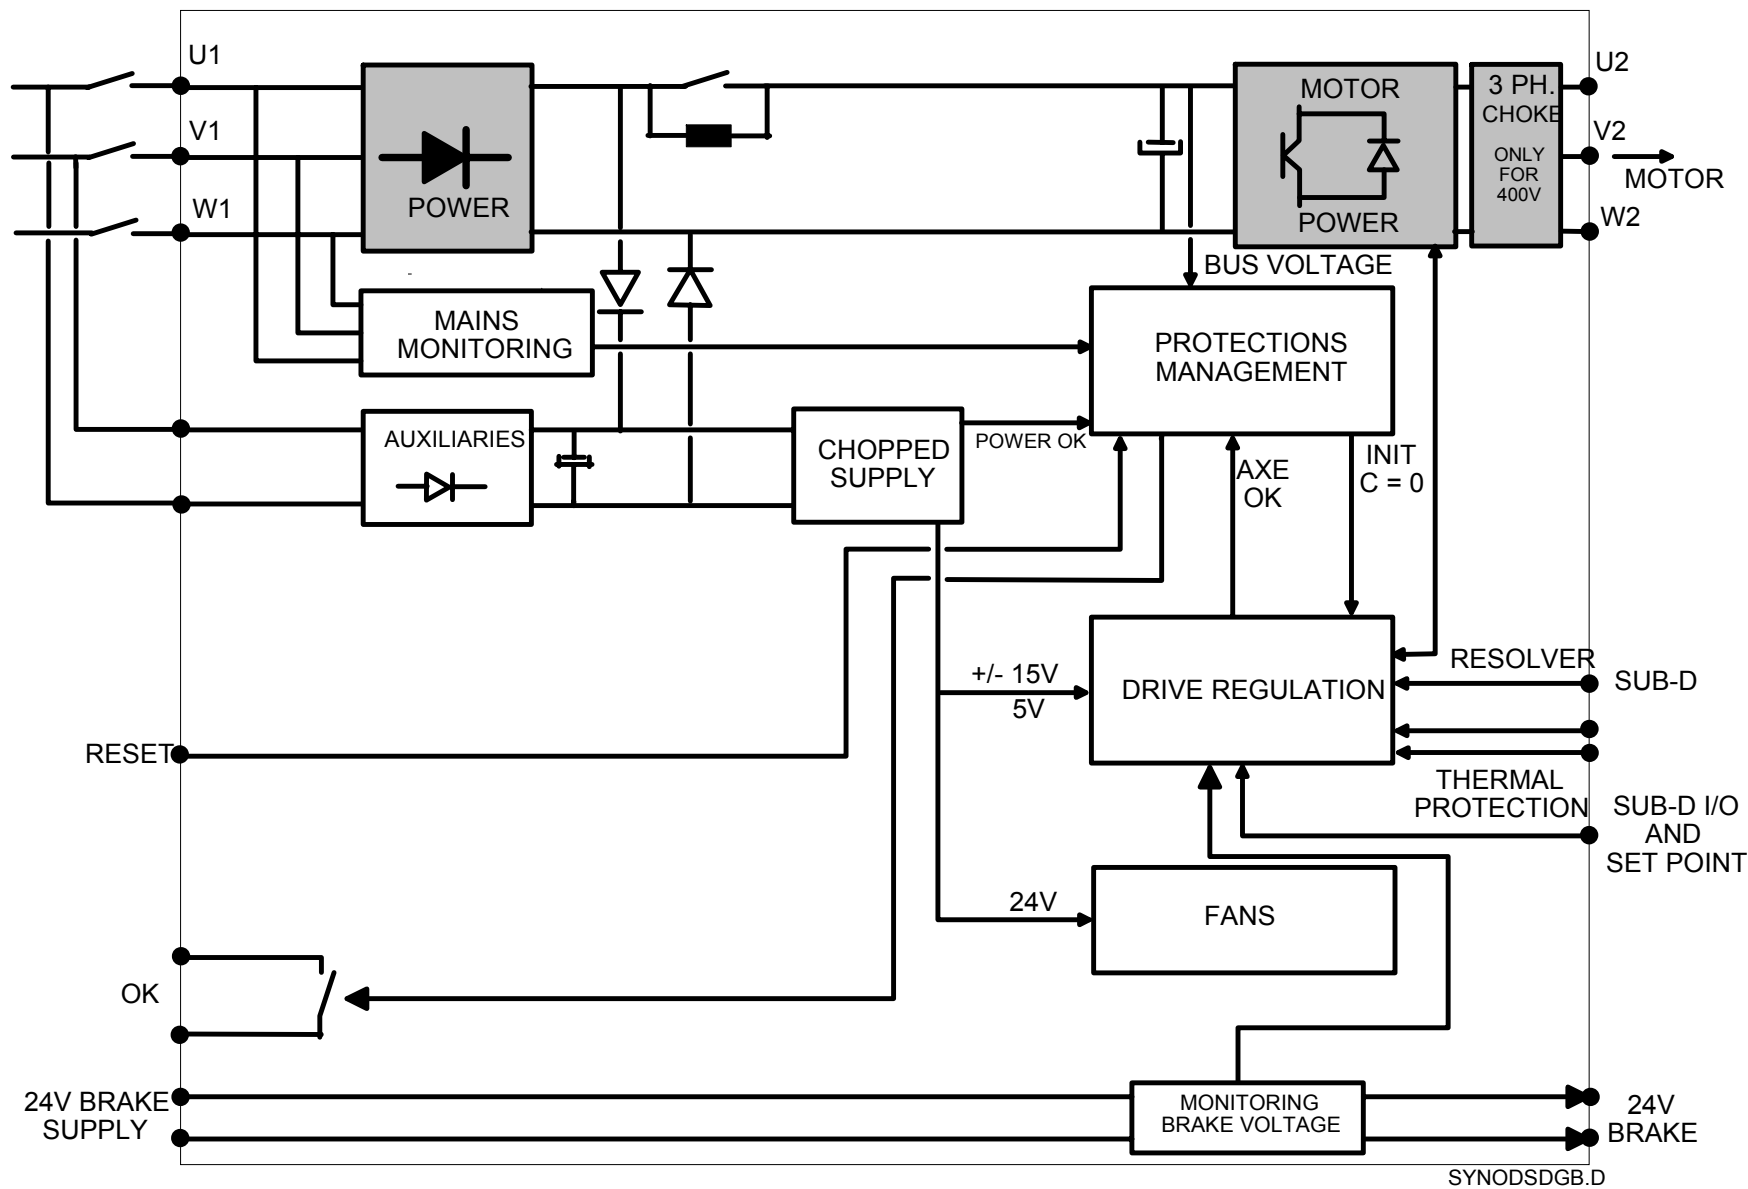 U1
U2
3 PH.
CHOKE
ONLY
FOR
400V
MOTOR
POWER
V1
V2
MOTOR
W1
W2
POWER
BUS VOLTAGE
MAINS
MONITORING
PROTECTIONS
MANAGEMENT
AUXILIARIES
CHOPPED
SUPPLY
POWER OK
AXE
OK
INIT
C = 0
RESOLVER
SUB-D
+/- 15V
5V
DRIVE REGULATION
RESET
THERMAL
PROTECTION
SUB-D I/O
AND
SET POINT
24V
FANS
OK
24V BRAKE
SUPPLY
MONITORING
BRAKE VOLTAGE
24V
BRAKE
SYNODSDGB.D